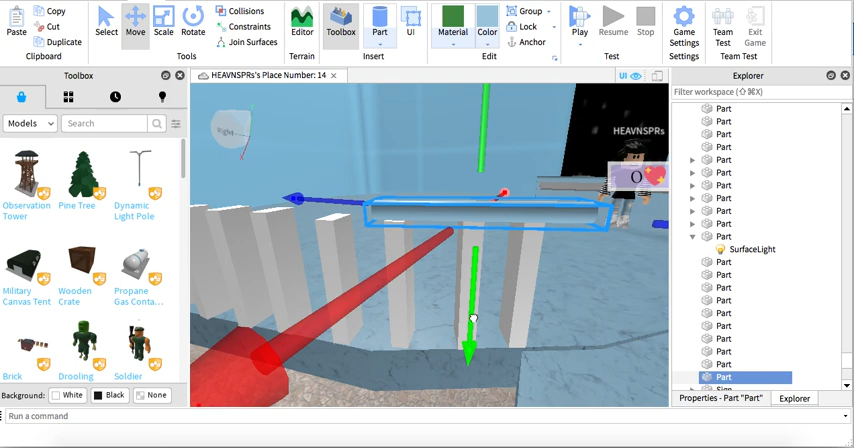 Paste
Copy
Cut
Duplicate
Clipboard
Select
Move
Scale
Rotate
Collisions
Constraints
Join Surfaces
Tools
Editor
Terrain
Toolbox
Part
UI
Insert
Material
Color
Group
Lock
Anchor
Edit
Play
Resume
Stop
Test
Game
Settings
Settings
Team
Test
Exit
Game
Team Test
Toolbox
HEAVNSPRs's Place Number: 14
UI
Explorer
Models
Search
Filter workspace (⇧⌘X)
Observation
Tower
Pine Tree
Dynamic
Light Pole
Military
Canvas Tent
Wooden
Crate
Propane
Gas Conta...
Brick
Drooling
Soldier
Background:
White
Black
None
Right
HEAVNSPRs
O
Part
Part
Part
Part
Part
Part
Part
Part
Part
Part
Part
SurfaceLight
Part
Part
Part
Part
Part
Part
Part
Part
Part
Part
Sign
Properties - Part "Part"
Explorer
Run a command